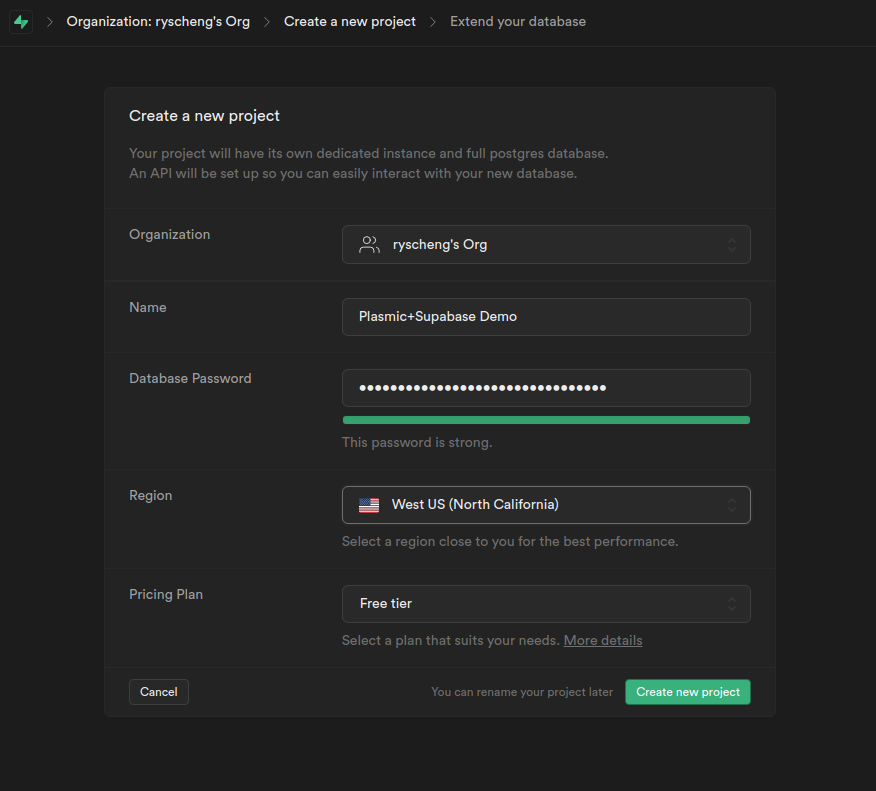 Organization: ryscheng's Org > Create a new project > Extend your database
Create a new project
Your project will have its own dedicated instance and full postgres database.
An API will be set up so you can easily interact with your new database.
Organization
ryscheng's Org
Name
Plasmic+Supabase Demo
Database Password
••••••••••••••••••••••••••••••••
This password is strong.
Region
West US (North California)
Select a region close to you for the best performance.
Pricing Plan
Free tier
Select a plan that suits your needs. More details
Cancel
You can rename your project later
Create new project